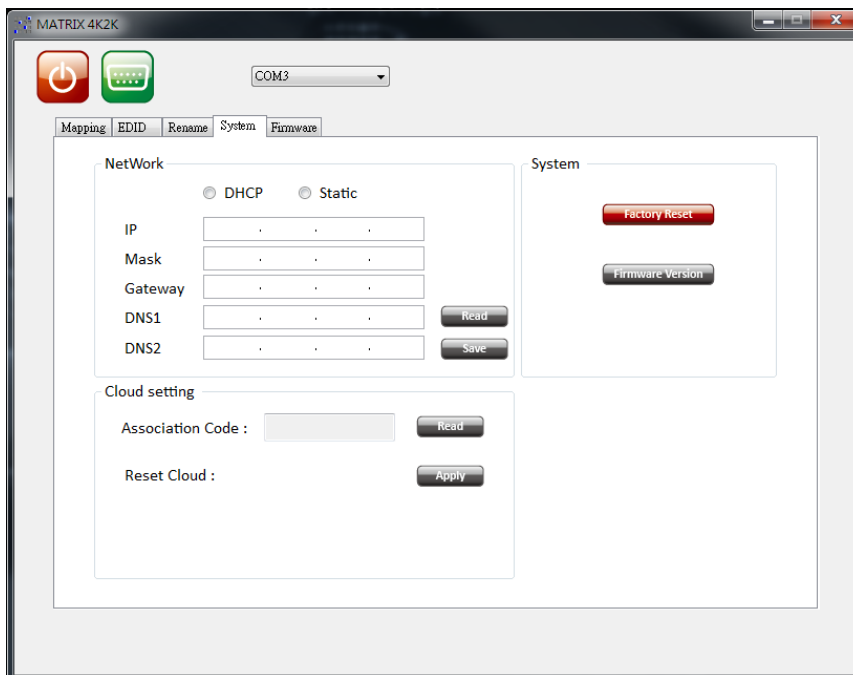 MATRIX 4K2K
COM3
Mapping EDID Rename System Firmware
NetWork
DHCP Static
IP . . .
Mask . . .
Gateway . . .
DNS1 . . . Read
DNS2 . . . Save
System
Factory Reset
Firmware Version
Cloud setting
Association Code : Read
Reset Cloud : Apply